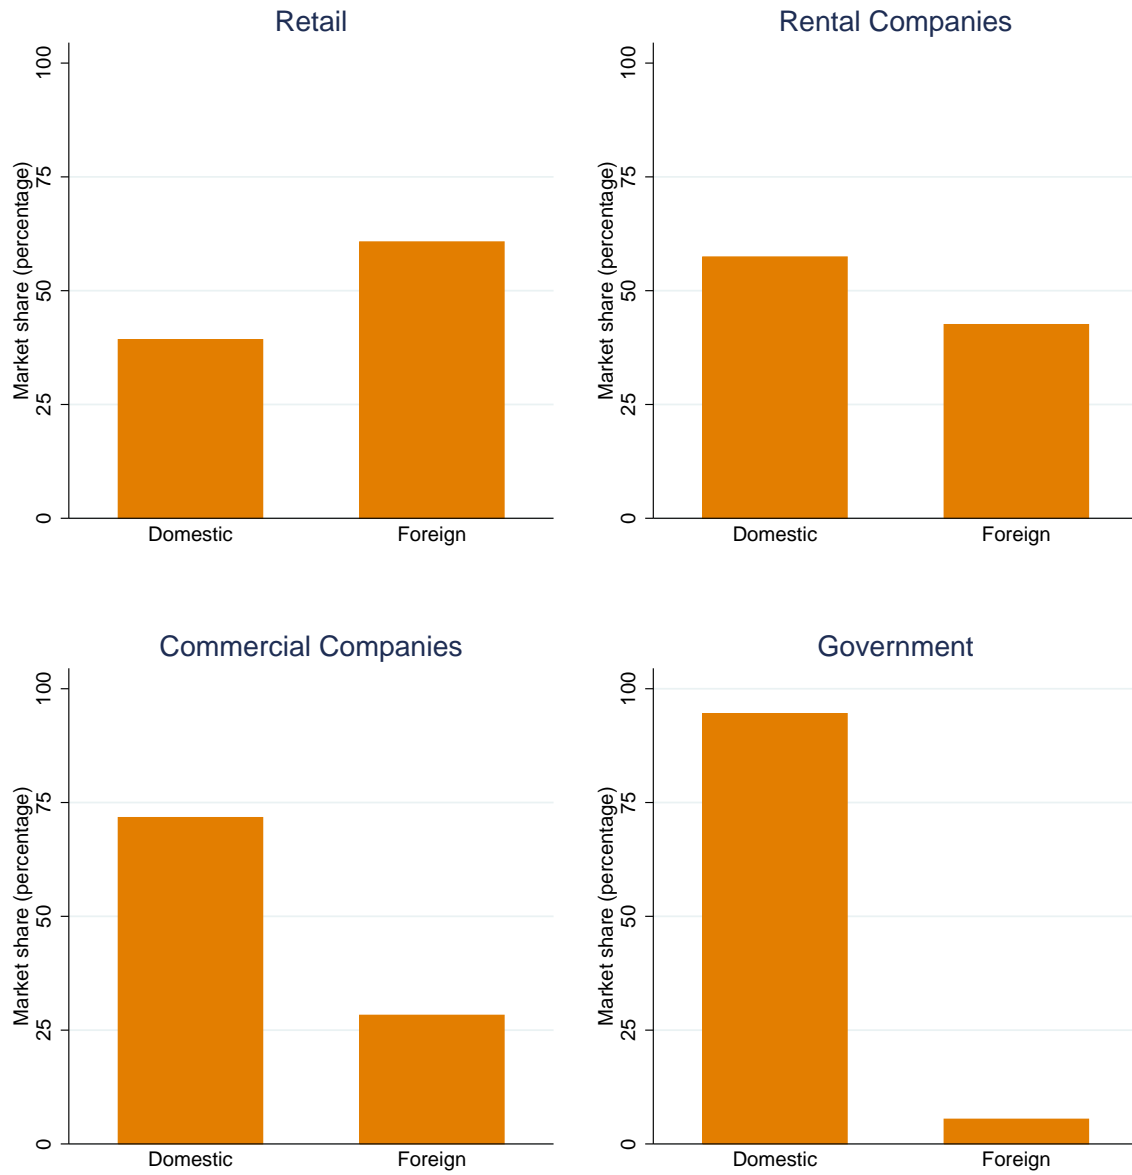 Retail
Market share (percentage)
100
75
50
25
0
Domestic Foreign
Rental Companies
Market share (percentage)
100
75
50
25
0
Domestic Foreign
Commercial Companies
Market share (percentage)
100
75
50
25
0
Domestic Foreign
Government
Market share (percentage)
100
75
50
25
0
Domestic Foreign